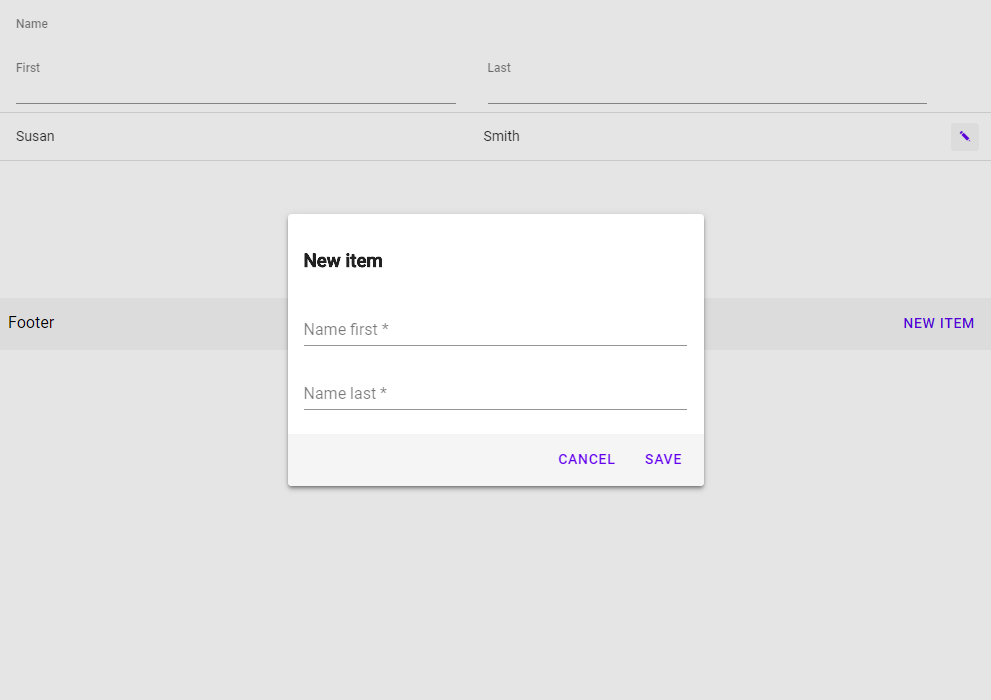 Name
First Last
Susan Smith
New item
Footer NEW ITEM
Name first *
Name last *
CANCEL SAVE